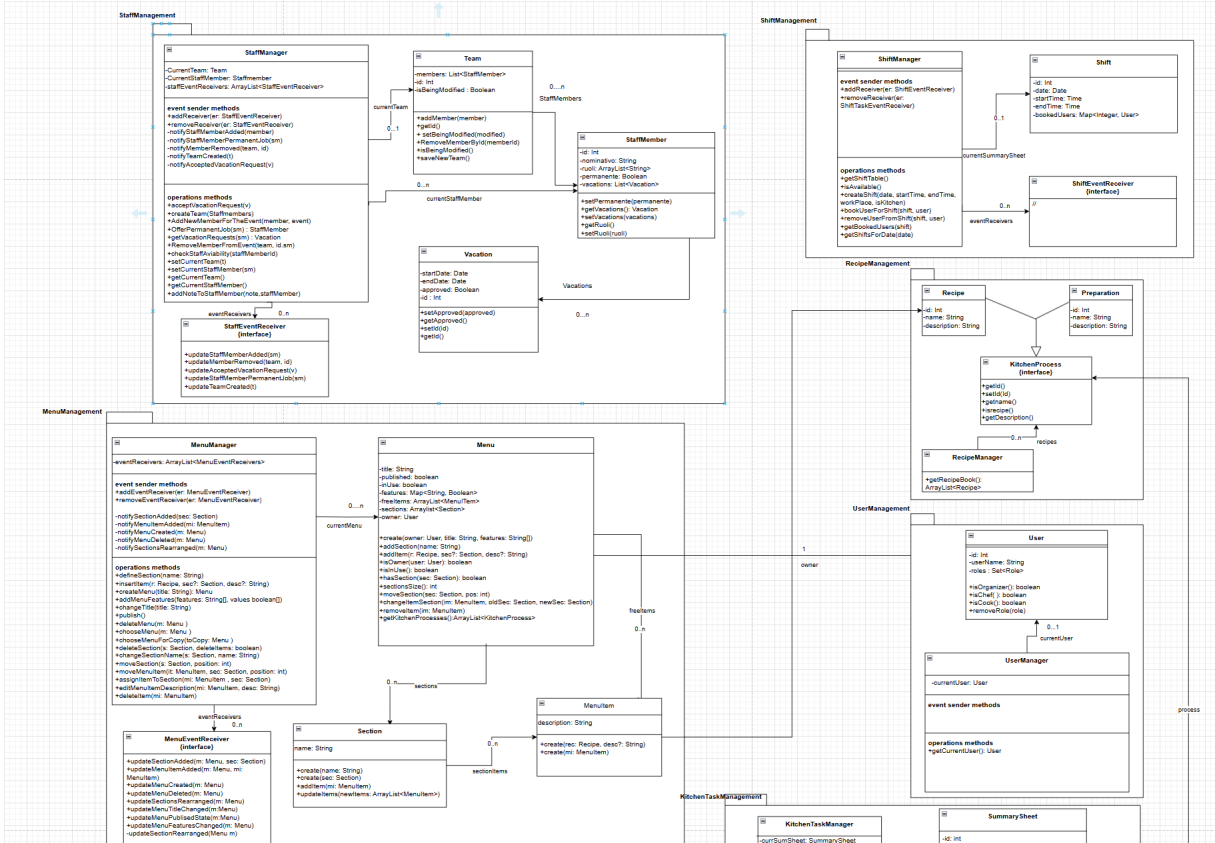 StaffManagement
StaffManager
-CurrentTeam: Team
-CurrentStaffMember: Staffmember
-staffEventReceivers: ArrayList<StaffEventReceiver>
event sender methods
+addReceiver(er: StaffEventReceiver)
+removeReceiver(er: StaffEventReceiver)
-notifyStaffMemberAdded(member)
-notifyStaffMemberPermanentJob(sm)
-notifyMemberRemoved(team, id)
-notifyTeamCreated(t)
-notifyAcceptedVacationRequest(v)
operations methods
+acceptVacationRequest(v)
+createTeam(Staffmembers)
+AddNewMemberForTheEvent(member, event)
+OfferPermanentJob(sm) : StaffMember
+getVacationRequests(sm) : Vacation
+RemoveMemberFromEvent(team, id.sm)
+checkStaffAviability(staffMemberId)
+setCurrentTeam(t)
+setCurrentStaffMember(sm)
+getCurrentTeam()
+getCurrentStaffMember()
+addNoteToStaffMember(note,staffMember)
currentTeam
0...1
Team
-members: List<StaffMember>
-id: Int
-isBeingModified : Boolean
+addMember(member)
+getId()
+ setBeingModified(modified)
+RemoveMemberById(memberId)
+isBeingModified()
+saveNewTeam()
0....n
StaffMembers
StaffMember
-id: Int
-nominativo: String
-ruoli: ArrayList<String>
-permanente: Boolean
-vacations: List<Vacation>
+setPermanente(permanente)
+getVacations(): Vacation
+setVacations(vacations)
+getRuoli()
+setRuoli(ruoli)
0...n
currentStaffMember
Vacation
-startDate: Date
-endDate: Date
-approved: Boolean
-id : Int
+setApproved(approved)
+getApproved()
+setId(id)
+getId()
Vacations
0....n
eventReceivers
0...n
StaffEventReceiver
{interface}
+updateStaffMemberAdded(sm)
+updateMemberRemoved(team, id)
+updateAcceptedVacationRequest(v)
+updateStaffMemberPermanentJob(sm)
+updateTeamCreated(t)
ShiftManagement
ShiftManager
event sender methods
+addReceiver(er: ShiftEventReceiver)
+removeReceiver(er:
ShiftTaskEventReceiver)
operations methods
+getShiftTable()
+isAvailable()
+createShift(date, startTime, endTime,
workPlace, isKitchen)
+bookUserForShift(shift, user)
+removeUserFromShift(shift, user)
+getBookedUsers(shift)
+getShiftsForDate(date)
Shift
-id: Int
-date: Date
-startTime: Time
-endTime: Time
-bookedUsers: Map<Integer, User>
0...1
currentSummarySheet
ShiftEventReceiver
{interface}
//
0...n
eventReceivers
RecipeManagement
Recipe
-id: Int
-name: String
-description: String
Preparation
-id: Int
-name: String
-description: String
KitchenProcess
{interface}
+getId()
+setId(Id)
+getname()
+isrecipe()
+getDescription()
0..n
recipes
RecipeManager
+getRecipeBook():
ArrayList<Recipe>
MenuManagement
MenuManager
-eventReceivers: ArrayList<MenuEventReceivers>
event sender methods
+addEventReceiver(er: MenuEventReceiver)
+removeEventReceiver(er: MenuEventReceiver)
-notifySectionAdded(sec: Section)
-notifyMenuItemAdded(mi: MenuItem)
-notifyMenuCreated(m: Menu)
-notifyMenuDeleted(m: Menu)
-notifySectionsRearranged(m: Menu)
operations methods
+defineSection(name: String)
+insertItem(r: Recipe, sec?: Section, desc?: String)
+createMenu(title: String): Menu
+addMenuFeatures(features: String[], values boolean[])
+changeTitle(title: String)
+publish()
+deleteMenu(m: Menu )
+chooseMenu(m: Menu )
+chooseMenuForCopy(toCopy: Menu )
+deleteSection(s: Section, deleteItems: boolean)
+changeSectionName(s: Section, name: String)
+moveSection(s: Section, position: int)
+moveMenuItem(it: MenuItem, sec: Section, position: int)
+assignItemToSection(mi: MenuItem , sec: Section)
+editMenuItemDescription(mi: MenuItem, desc: String)
+deleteItem(mi: MenuItem)
0....n
currentMenu
Menu
-title: String
-published: boolean
-inUse: boolean
-features: Map<String, Boolean>
-freeItems: ArrayList<MenuITem>
-sections: Arraylist<Section>
-owner: User
+create(owner: User, title: String, features: String[])
+addSection(name: String)
+addItem(r: Recipe, sec?: Section, desc?: String)
+isOwner(user: User): boolean
+isInUse(): boolean
+hasSection(sec: Section): boolean
+sectionsSize(): int
+moveSection(sec: Section, pos: int)
+changeItemSection(im: MenuItem, oldSec: Section, newSec: Section)
+removeItem(im: MenuItem)
+getKitchenProcesses():ArrayList<KitchenProcess>
1
owner
freeItems
0...n
0..n
sections
eventReceivers
0...n
MenuEventReceiver
{interface}
+updateSectionAdded(m: Menu, sec: Section)
+updateMenuItemAdded(m: Menu, mi:
MenuItem)
+updateMenuCreated(m: Menu)
+updateMenuDeleted(m: Menu)
+updateSectionsRearranged(m: Menu)
+updateMenuTitleChanged(m:Menu)
+updateMenuPublisedState(m:Menu)
+updateMenuFeaturesChanged(m: Menu)
-updateSectionRearranged(Menu m)
Section
name: String
+create(name: String)
+create(sec: Section)
+addItem(mi: MenuItem)
+updateItems(newItems: ArrayList<MenuItem>)
0..n
sectionItems
MenuItem
description: String
+create(rec: Recipe, desc?: String)
+create(mi: MenuItem)
UserManagement
User
-id: Int
-userName: String
-roles : Set<Role>
+isOrganizer(): boolean
+isChef( ): boolean
+isCook(): boolean
+removeRole(role)
0...1
currentUser
UserManager
-currentUser: User
event sender methods
operations methods
+getCurrentUser(): User
process
KitchenTaskManagement
KitchenTaskManager
-currSumSheet: SummarySheet
SummarySheet
-id: int